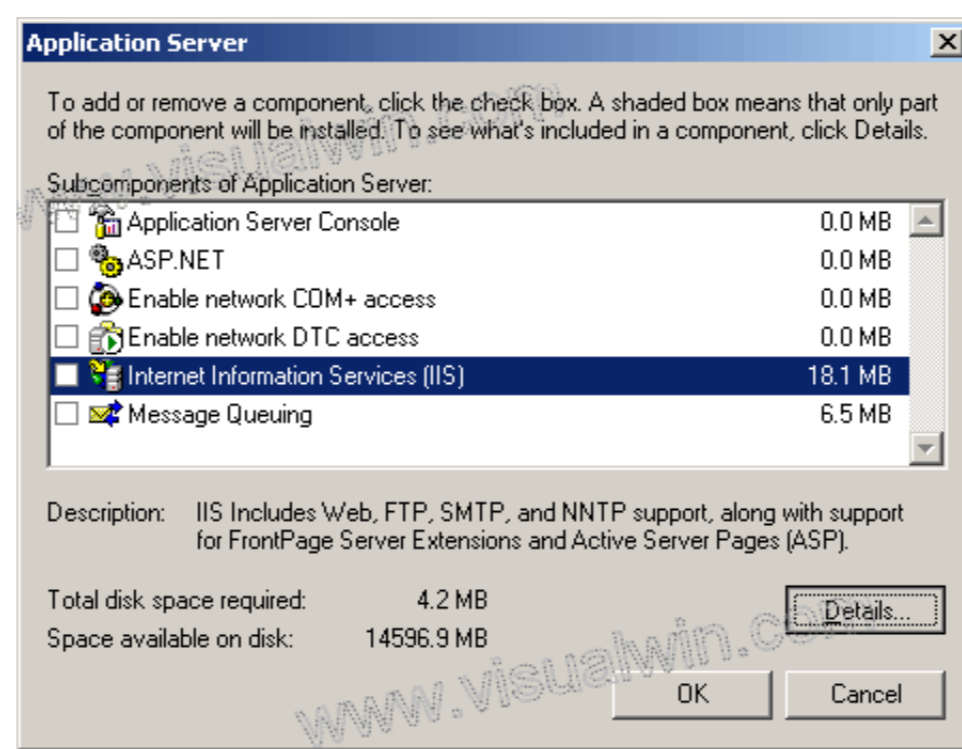 Application Server
To add or remove a component, click the check box. A shaded box means that only part
of the component will be installed. To see what's included in a component, click Details.
www.visualwin.com
Subcomponents of Application Server:
Application Server Console 0.0 MB
ASP.NET 0.0 MB
Enable network COM+ access 0.0 MB
Enable network DTC access 0.0 MB
Internet Information Services (IIS) 18.1 MB
Message Queuing 6.5 MB
Description: IIS Includes Web, FTP, SMTP, and NNTP support, along with support
for FrontPage Server Extensions and Active Server Pages (ASP).
Total disk space required: 4.2 MB
Details...
Space available on disk: 14596.9 MB
www.visualwin.com
OK Cancel